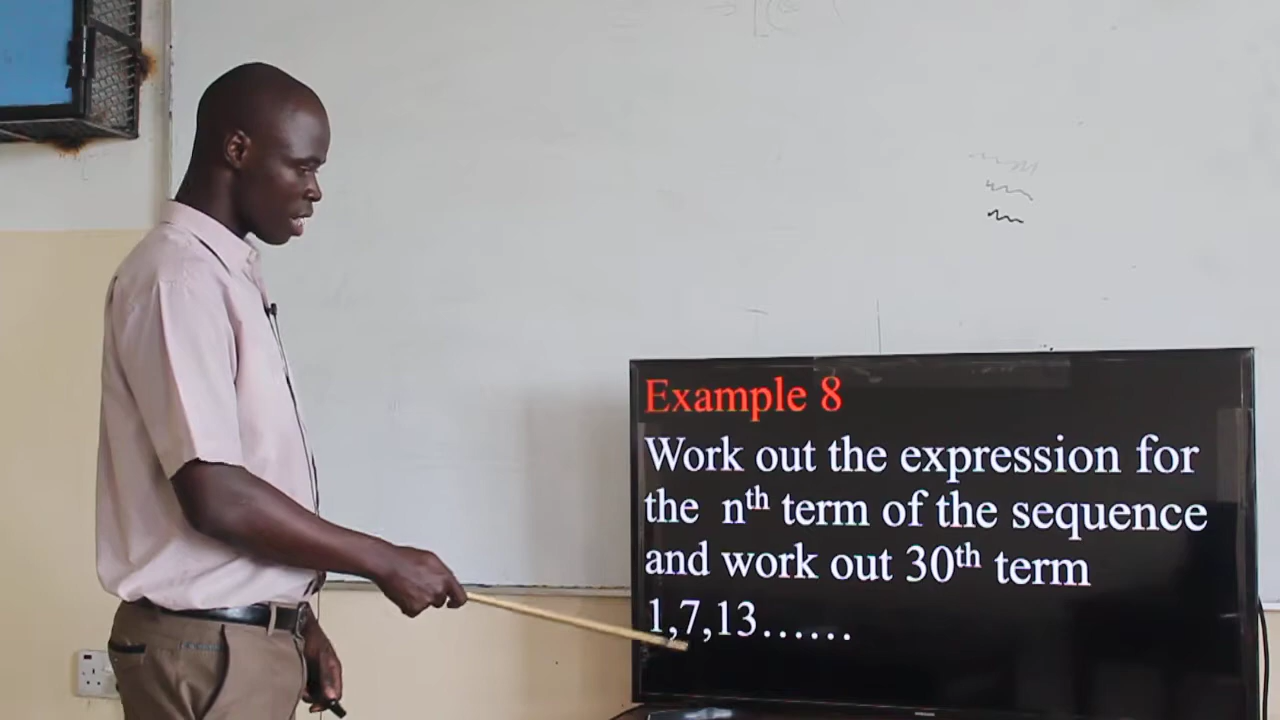 Example 8
Work out the expression for
the nth term of the sequence
and work out 30th term
1,7,13......